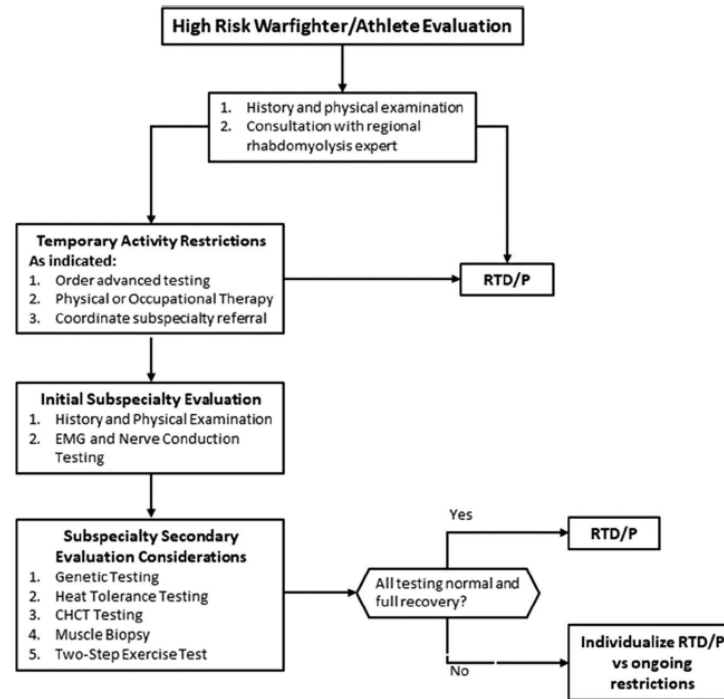 High Risk Warfighter/Athlete Evaluation
1. History and physical examination
2. Consultation with regional
rhabdomyolysis expert
Temporary Activity Restrictions
As indicated:
1. Order advanced testing
2. Physical or Occupational Therapy
3. Coordinate subspecialty referral
RTD/P
Initial Subspecialty Evaluation
1. History and Physical Examination
2. EMG and Nerve Conduction
Testing
Subspecialty Secondary
Evaluation Considerations
1. Genetic Testing
2. Heat Tolerance Testing
3. CHCT Testing
4. Muscle Biopsy
5. Two-Step Exercise Test
All testing normal and
full recovery?
Yes
RTD/P
No
Individualize RTD/P
vs ongoing
restrictions